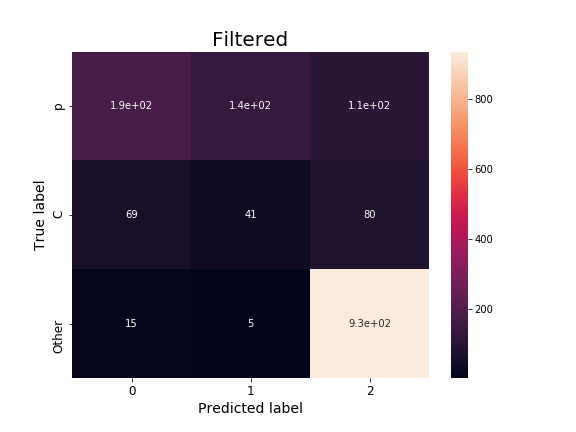 Filtered
True label
p
1.9e+02 1.4e+02 1.1e+02
C
69 41 80
Other
15 5 9.3e+02
0 1 2
Predicted label
800
600
400
200